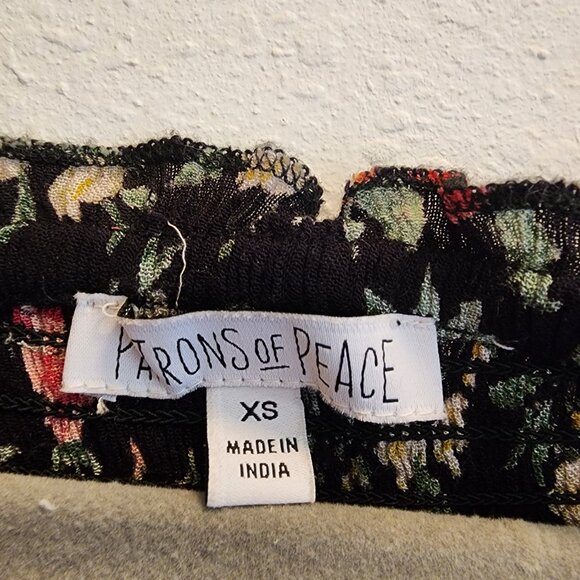 PATRONS OF PEACE
XS
MADE IN
INDIA